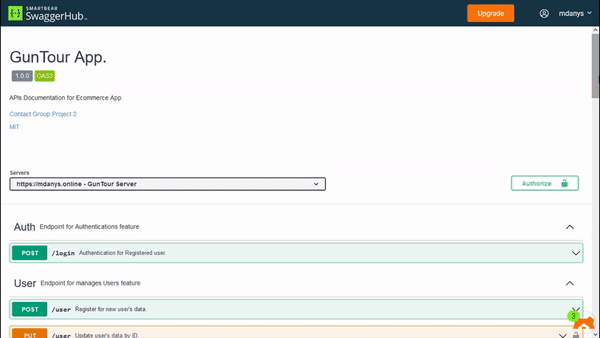 SMARTBEAR
SwaggerHub
Upgrade
mdanys
GunTour App.
1.0.0
OAS3
APIs Documentation for Ecommerce App.
Contact Group Project 2
MIT
Servers
https://mdanys.online - GunTour Server
Authorize
Auth Endpoint for Authentications feature
POST /login Authentication for Registered user.
User Endpoint for manages Users feature
POST /user Register for new user's data.
3
PUT /user Update user's data by ID.